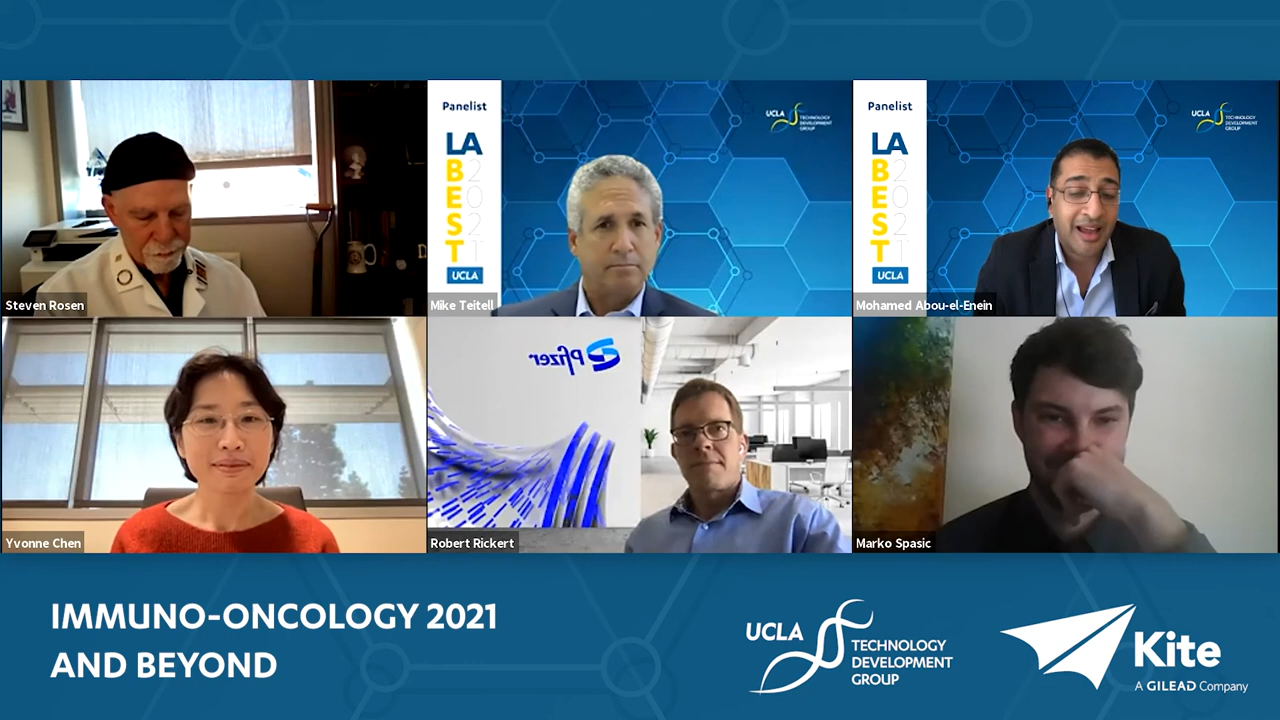 Panelist
LA
BEST
2021
UCLA
UCLA
TECHNOLOGY
DEVELOPMENT
GROUP
Panelist
LA
BEST
2021
UCLA
UCLA
TECHNOLOGY
DEVELOPMENT
GROUP
Steven Rosen
Mike Teitell
Mohamed Abou-el-Enein
Pfizer
Yvonne Chen
Robert Rickert
Marko Spasic
IMMUNO-ONCOLOGY 2021
AND BEYOND
UCLA
TECHNOLOGY
DEVELOPMENT
GROUP
Kite
A GILEAD Company